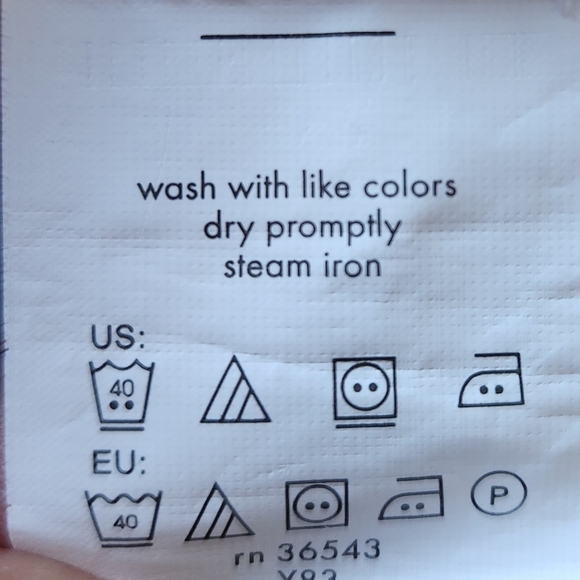 wash with like colors
dry promptly
steam iron
US:
40
EU:
40 P
rn 36543